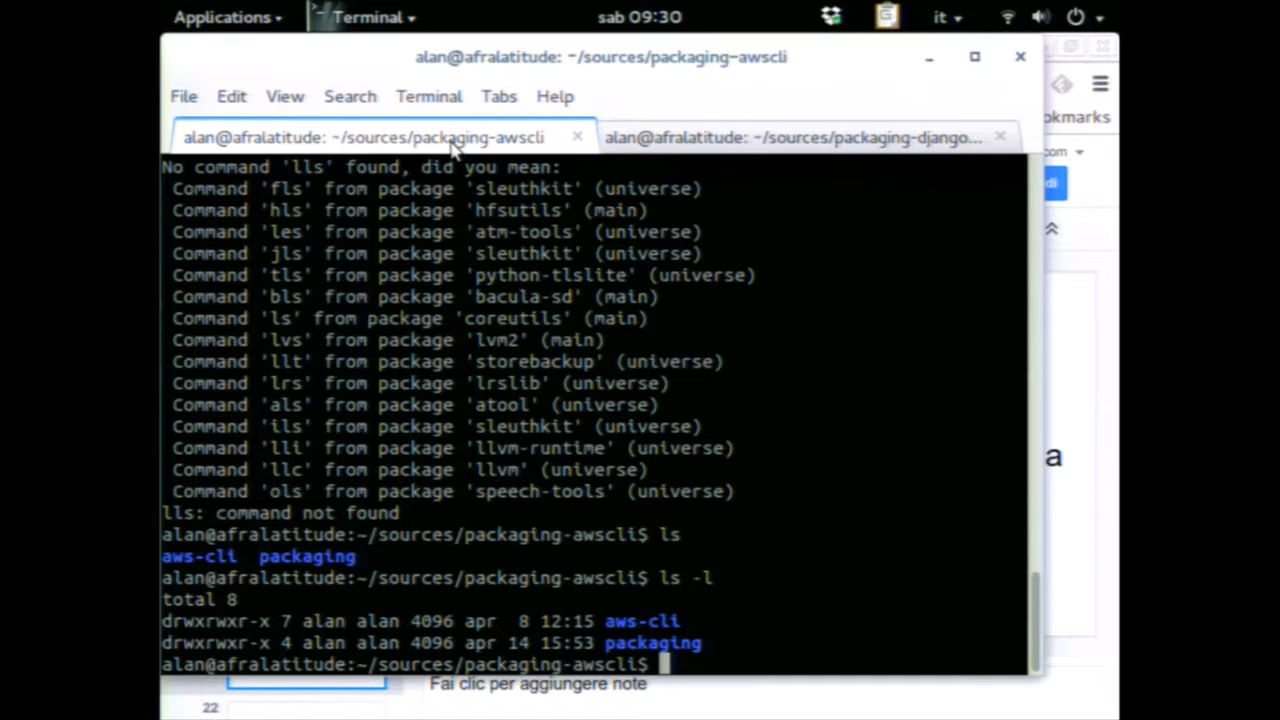 Applications
Terminal
sab 09:30
it
alan@afralatitude: ~/sources/packaging-awscli
File Edit View Search Terminal Tabs Help
okmarks
alan@afralatitude: ~/sources/packaging-awscli
alan@afralatitude: ~/sources/packaging-django...
com
di
No command 'lls' found, did you mean:
Command 'fls' from package 'sleuthkit' (universe)
Command 'hls' from package 'hfsutils' (main)
Command 'les' from package 'atm-tools' (universe)
Command 'jls' from package 'sleuthkit' (universe)
Command 'tls' from package 'python-tlslite' (universe)
Command 'bls' from package 'bacula-sd' (main)
Command 'ls' from package 'coreutils' (main)
Command 'lvs' from package 'lvm2' (main)
Command 'llt' from package 'storebackup' (universe)
Command 'lrs' from package 'lrslib' (universe)
Command 'als' from package 'atool' (universe)
Command 'ils' from package 'sleuthkit' (universe)
Command 'lli' from package 'llvm-runtime' (universe)
a
Command 'llc' from package 'llvm' (universe)
Command 'ols' from package 'speech-tools' (universe)
lls: command not found
alan@afralatitude:~/sources/packaging-awscli$ ls
aws-cli packaging
alan@afralatitude:~/sources/packaging-awscli$ ls -l
total 8
drwxrwxr-x 7 alan alan 4096 apr 8 12:15 aws-cli
drwxrwxr-x 4 alan alan 4096 apr 14 15:53 packaging
alan@afralatitude:~/sources/packaging-awscli$
Fai clic per aggiungere note
22